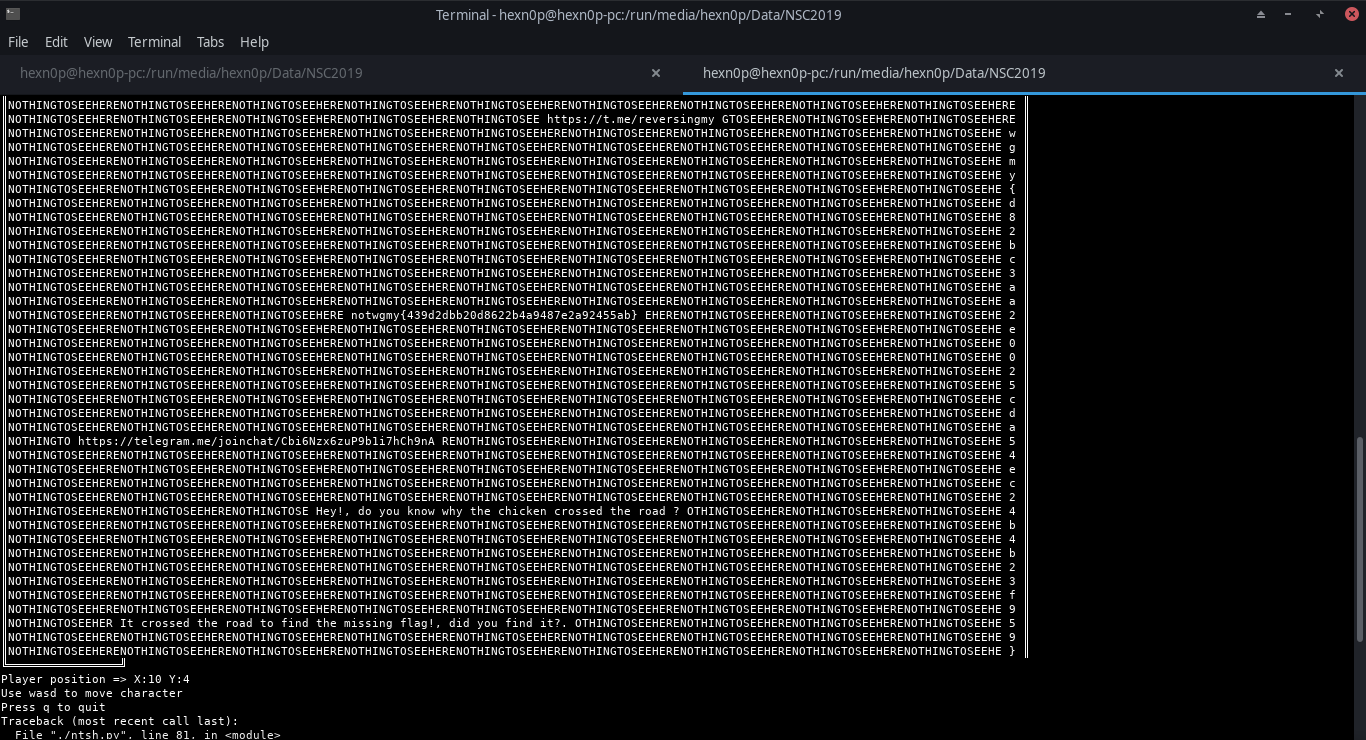 Terminal - hexn0p@hexn0p-pc:/run/media/hexn0p/Data/NSC2019
File Edit View Terminal Tabs Help
hexn0p@hexn0p-pc:/run/media/hexn0p/Data/NSC2019 hexn0p@hexn0p-pc:/run/media/hexn0p/Data/NSC2019
NOTHINGTOSEEHERENOTHINGTOSEEHERENOTHINGTOSEEHERENOTHINGTOSEEHERENOTHINGTOSEEHERENOTHINGTOSEEHERENOTHINGTOSEEHERENOTHINGTOSEEHERENOTHINGTOSEEHERE
NOTHINGTOSEEHERENOTHINGTOSEEHERENOTHINGTOSEEHERENOTHINGTOSEEHERENOTHINGTOSEE https://t.me/reversingmy GTOSEEHERENOTHINGTOSEEHERENOTHINGTOSEEHERE
NOTHINGTOSEEHERENOTHINGTOSEEHERENOTHINGTOSEEHERENOTHINGTOSEEHERENOTHINGTOSEEHERENOTHINGTOSEEHERENOTHINGTOSEEHERENOTHINGTOSEEHERENOTHINGTOSEEHE w
NOTHINGTOSEEHERENOTHINGTOSEEHERENOTHINGTOSEEHERENOTHINGTOSEEHERENOTHINGTOSEEHERENOTHINGTOSEEHERENOTHINGTOSEEHERENOTHINGTOSEEHERENOTHINGTOSEEHE g
NOTHINGTOSEEHERENOTHINGTOSEEHERENOTHINGTOSEEHERENOTHINGTOSEEHERENOTHINGTOSEEHERENOTHINGTOSEEHERENOTHINGTOSEEHERENOTHINGTOSEEHERENOTHINGTOSEEHE m
NOTHINGTOSEEHERENOTHINGTOSEEHERENOTHINGTOSEEHERENOTHINGTOSEEHERENOTHINGTOSEEHERENOTHINGTOSEEHERENOTHINGTOSEEHERENOTHINGTOSEEHERENOTHINGTOSEEHE y
NOTHINGTOSEEHERENOTHINGTOSEEHERENOTHINGTOSEEHERENOTHINGTOSEEHERENOTHINGTOSEEHERENOTHINGTOSEEHERENOTHINGTOSEEHERENOTHINGTOSEEHERENOTHINGTOSEEHE {
NOTHINGTOSEEHERENOTHINGTOSEEHERENOTHINGTOSEEHERENOTHINGTOSEEHERENOTHINGTOSEEHERENOTHINGTOSEEHERENOTHINGTOSEEHERENOTHINGTOSEEHERENOTHINGTOSEEHE d
NOTHINGTOSEEHERENOTHINGTOSEEHERENOTHINGTOSEEHERENOTHINGTOSEEHERENOTHINGTOSEEHERENOTHINGTOSEEHERENOTHINGTOSEEHERENOTHINGTOSEEHERENOTHINGTOSEEHE 8
NOTHINGTOSEEHERENOTHINGTOSEEHERENOTHINGTOSEEHERENOTHINGTOSEEHERENOTHINGTOSEEHERENOTHINGTOSEEHERENOTHINGTOSEEHERENOTHINGTOSEEHERENOTHINGTOSEEHE 2
NOTHINGTOSEEHERENOTHINGTOSEEHERENOTHINGTOSEEHERENOTHINGTOSEEHERENOTHINGTOSEEHERENOTHINGTOSEEHERENOTHINGTOSEEHERENOTHINGTOSEEHERENOTHINGTOSEEHE b
NOTHINGTOSEEHERENOTHINGTOSEEHERENOTHINGTOSEEHERENOTHINGTOSEEHERENOTHINGTOSEEHERENOTHINGTOSEEHERENOTHINGTOSEEHERENOTHINGTOSEEHERENOTHINGTOSEEHE c
NOTHINGTOSEEHERENOTHINGTOSEEHERENOTHINGTOSEEHERENOTHINGTOSEEHERENOTHINGTOSEEHERENOTHINGTOSEEHERENOTHINGTOSEEHERENOTHINGTOSEEHERENOTHINGTOSEEHE 3
NOTHINGTOSEEHERENOTHINGTOSEEHERENOTHINGTOSEEHERENOTHINGTOSEEHERENOTHINGTOSEEHERENOTHINGTOSEEHERENOTHINGTOSEEHERENOTHINGTOSEEHERENOTHINGTOSEEHE a
NOTHINGTOSEEHERENOTHINGTOSEEHERENOTHINGTOSEEHERENOTHINGTOSEEHERENOTHINGTOSEEHERENOTHINGTOSEEHERENOTHINGTOSEEHERENOTHINGTOSEEHERENOTHINGTOSEEHE a
NOTHINGTOSEEHERENOTHINGTOSEEHERENOTHINGTOSEEHERE notwgmy{439d2dbb20d8622b4a9487e2a92455ab} EHERENOTHINGTOSEEHERENOTHINGTOSEEHERENOTHINGTOSEEHE 2
NOTHINGTOSEEHERENOTHINGTOSEEHERENOTHINGTOSEEHERENOTHINGTOSEEHERENOTHINGTOSEEHERENOTHINGTOSEEHERENOTHINGTOSEEHERENOTHINGTOSEEHERENOTHINGTOSEEHE e
NOTHINGTOSEEHERENOTHINGTOSEEHERENOTHINGTOSEEHERENOTHINGTOSEEHERENOTHINGTOSEEHERENOTHINGTOSEEHERENOTHINGTOSEEHERENOTHINGTOSEEHERENOTHINGTOSEEHE 0
NOTHINGTOSEEHERENOTHINGTOSEEHERENOTHINGTOSEEHERENOTHINGTOSEEHERENOTHINGTOSEEHERENOTHINGTOSEEHERENOTHINGTOSEEHERENOTHINGTOSEEHERENOTHINGTOSEEHE 0
NOTHINGTOSEEHERENOTHINGTOSEEHERENOTHINGTOSEEHERENOTHINGTOSEEHERENOTHINGTOSEEHERENOTHINGTOSEEHERENOTHINGTOSEEHERENOTHINGTOSEEHERENOTHINGTOSEEHE 2
NOTHINGTOSEEHERENOTHINGTOSEEHERENOTHINGTOSEEHERENOTHINGTOSEEHERENOTHINGTOSEEHERENOTHINGTOSEEHERENOTHINGTOSEEHERENOTHINGTOSEEHERENOTHINGTOSEEHE 5
NOTHINGTOSEEHERENOTHINGTOSEEHERENOTHINGTOSEEHERENOTHINGTOSEEHERENOTHINGTOSEEHERENOTHINGTOSEEHERENOTHINGTOSEEHERENOTHINGTOSEEHERENOTHINGTOSEEHE c
NOTHINGTOSEEHERENOTHINGTOSEEHERENOTHINGTOSEEHERENOTHINGTOSEEHERENOTHINGTOSEEHERENOTHINGTOSEEHERENOTHINGTOSEEHERENOTHINGTOSEEHERENOTHINGTOSEEHE d
NOTHINGTOSEEHERENOTHINGTOSEEHERENOTHINGTOSEEHERENOTHINGTOSEEHERENOTHINGTOSEEHERENOTHINGTOSEEHERENOTHINGTOSEEHERENOTHINGTOSEEHERENOTHINGTOSEEHE a
NOTHINGTO https://telegram.me/joinchat/Cbi6Nzx6zuP9b1i7hCh9nA RENOTHINGTOSEEHERENOTHINGTOSEEHERENOTHINGTOSEEHERENOTHINGTOSEEHERENOTHINGTOSEEHE 5
NOTHINGTOSEEHERENOTHINGTOSEEHERENOTHINGTOSEEHERENOTHINGTOSEEHERENOTHINGTOSEEHERENOTHINGTOSEEHERENOTHINGTOSEEHERENOTHINGTOSEEHERENOTHINGTOSEEHE 4
NOTHINGTOSEEHERENOTHINGTOSEEHERENOTHINGTOSEEHERENOTHINGTOSEEHERENOTHINGTOSEEHERENOTHINGTOSEEHERENOTHINGTOSEEHERENOTHINGTOSEEHERENOTHINGTOSEEHE e
NOTHINGTOSEEHERENOTHINGTOSEEHERENOTHINGTOSEEHERENOTHINGTOSEEHERENOTHINGTOSEEHERENOTHINGTOSEEHERENOTHINGTOSEEHERENOTHINGTOSEEHERENOTHINGTOSEEHE c
NOTHINGTOSEEHERENOTHINGTOSEEHERENOTHINGTOSEEHERENOTHINGTOSEEHERENOTHINGTOSEEHERENOTHINGTOSEEHERENOTHINGTOSEEHERENOTHINGTOSEEHERENOTHINGTOSEEHE 2
NOTHINGTOSEEHERENOTHINGTOSEEHERENOTHINGTOSE Hey!, do you know why the chicken crossed the road ? OTHINGTOSEEHERENOTHINGTOSEEHERENOTHINGTOSEEHE 4
NOTHINGTOSEEHERENOTHINGTOSEEHERENOTHINGTOSEEHERENOTHINGTOSEEHERENOTHINGTOSEEHERENOTHINGTOSEEHERENOTHINGTOSEEHERENOTHINGTOSEEHERENOTHINGTOSEEHE b
NOTHINGTOSEEHERENOTHINGTOSEEHERENOTHINGTOSEEHERENOTHINGTOSEEHERENOTHINGTOSEEHERENOTHINGTOSEEHERENOTHINGTOSEEHERENOTHINGTOSEEHERENOTHINGTOSEEHE 4
NOTHINGTOSEEHERENOTHINGTOSEEHERENOTHINGTOSEEHERENOTHINGTOSEEHERENOTHINGTOSEEHERENOTHINGTOSEEHERENOTHINGTOSEEHERENOTHINGTOSEEHERENOTHINGTOSEEHE b
NOTHINGTOSEEHERENOTHINGTOSEEHERENOTHINGTOSEEHERENOTHINGTOSEEHERENOTHINGTOSEEHERENOTHINGTOSEEHERENOTHINGTOSEEHERENOTHINGTOSEEHERENOTHINGTOSEEHE 2
NOTHINGTOSEEHERENOTHINGTOSEEHERENOTHINGTOSEEHERENOTHINGTOSEEHERENOTHINGTOSEEHERENOTHINGTOSEEHERENOTHINGTOSEEHERENOTHINGTOSEEHERENOTHINGTOSEEHE 3
NOTHINGTOSEEHERENOTHINGTOSEEHERENOTHINGTOSEEHERENOTHINGTOSEEHERENOTHINGTOSEEHERENOTHINGTOSEEHERENOTHINGTOSEEHERENOTHINGTOSEEHERENOTHINGTOSEEHE f
NOTHINGTOSEEHERENOTHINGTOSEEHERENOTHINGTOSEEHERENOTHINGTOSEEHERENOTHINGTOSEEHERENOTHINGTOSEEHERENOTHINGTOSEEHERENOTHINGTOSEEHERENOTHINGTOSEEHE 9
NOTHINGTOSEEHER It crossed the road to find the missing flag!, did you find it?. OTHINGTOSEEHERENOTHINGTOSEEHERENOTHINGTOSEEHERENOTHINGTOSEEHE 5
NOTHINGTOSEEHERENOTHINGTOSEEHERENOTHINGTOSEEHERENOTHINGTOSEEHERENOTHINGTOSEEHERENOTHINGTOSEEHERENOTHINGTOSEEHERENOTHINGTOSEEHERENOTHINGTOSEEHE 9
NOTHINGTOSEEHERENOTHINGTOSEEHERENOTHINGTOSEEHERENOTHINGTOSEEHERENOTHINGTOSEEHERENOTHINGTOSEEHERENOTHINGTOSEEHERENOTHINGTOSEEHERENOTHINGTOSEEHE }
Player position => X:10 Y:4
Use wasd to move character
Press q to quit
Traceback (most recent call last):
File "./ntsh.py", line 81, in <module>